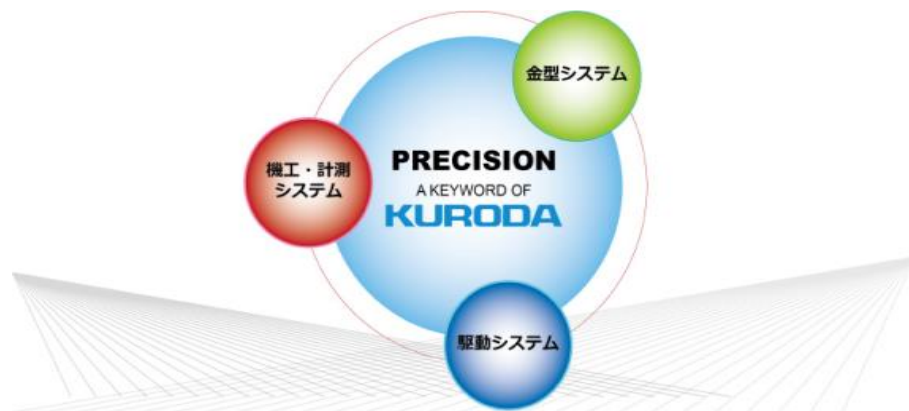 金型システム
機工・計測
システム
PRECISION
A KEYWORD OF
KURODA
駆動システム